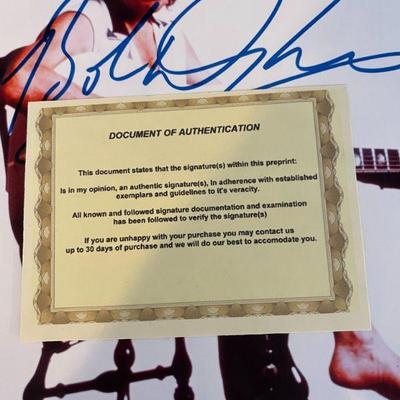 Bob Dylan
DOCUMENT OF AUTHENTICATION
This document states that the signature(s) within this preprint:
Is in my opinion, an authentic signature(s), In adherence with established
exemplars and guidelines to it's veracity.
All known and followed signature documentation and examination
has been followed to verify the signature(s)
If you are unhappy with your purchase you may contact us
up to 30 days of purchase and we will do our best to accomodate you.